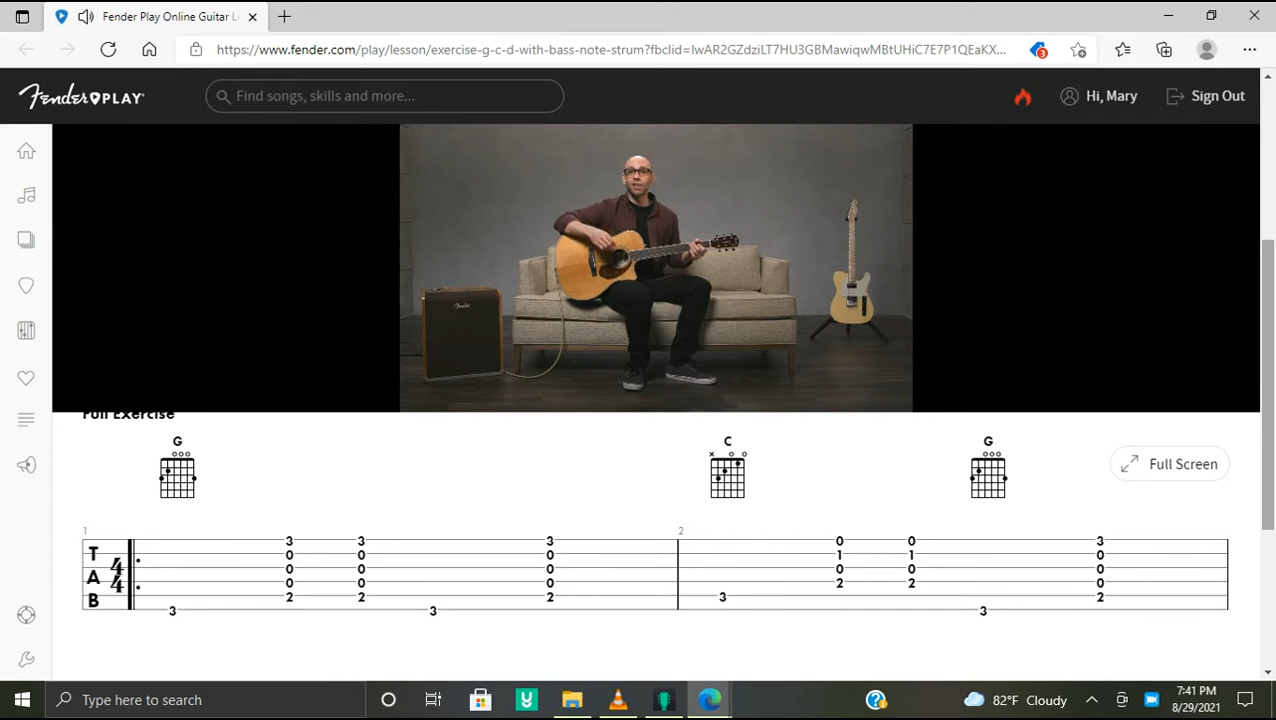 Fender Play Online Guitar L
https://www.fender.com/play/lesson/exercise-g-c-d-with-bass-note-strum?fbclid=IwAR2GZdziLT7HU3GBMawiqwMBtUHiC7E7P1QEaKX...
3
Fender PLAY
Find songs, skills and more...
Hi, Mary
Sign Out
Fender
Full Exercise
G C G
Full Screen
1 2
T A B
4 4
3 3 3 0 0 3
0 0 0 1 1 0
0 0 0 0 0 0
0 0 0 2 2 0
2 2 2 3 2
3 3 3
Type here to search
82°F Cloudy
7:41 PM
8/29/2021